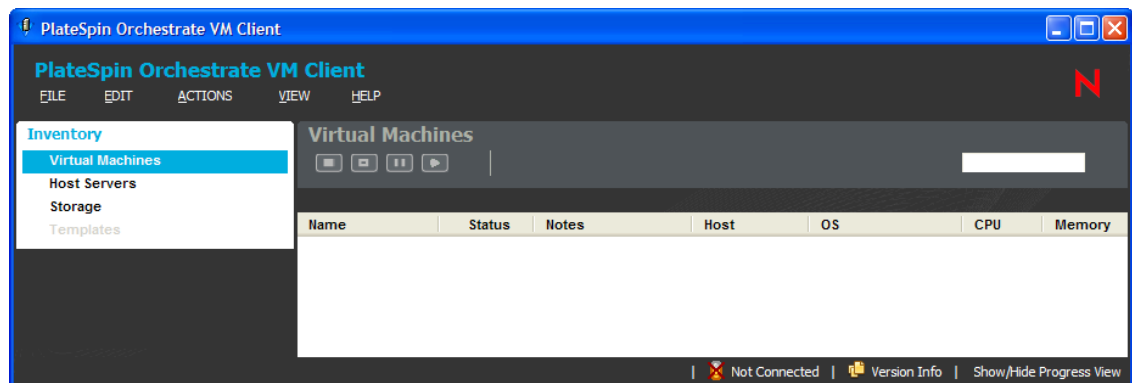 PlateSpin Orchestrate VM Client
PlateSpin Orchestrate VM Client
FILE EDIT ACTIONS VIEW HELP
N
Inventory
Virtual Machines
Host Servers
Storage
Templates
Virtual Machines
Name Status Notes Host OS CPU Memory
| Not Connected | Version Info | Show/Hide Progress View